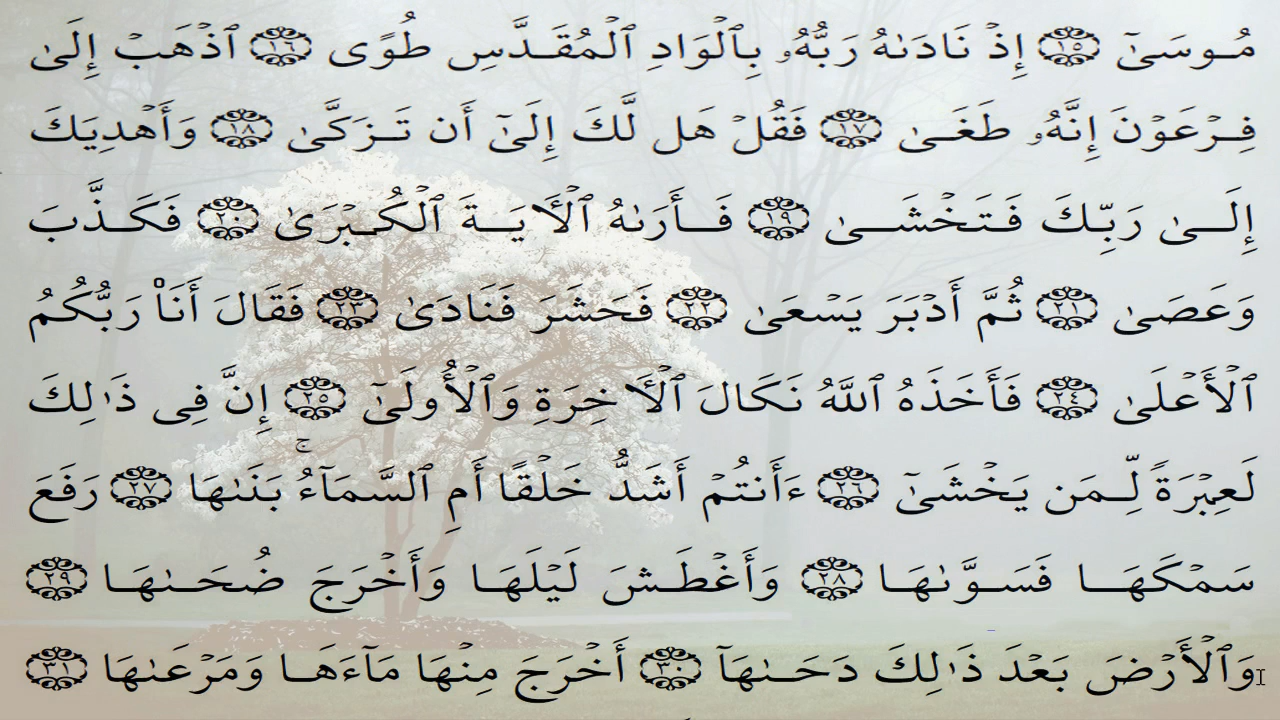 مُوسَىٰٓ ١٥ إِذْ نَادَىٰهُ رَبُّهُۥ بِٱلْوَادِ ٱلْمُقَدَّسِ طُوًى ١٦ ٱذْهَبْ إِلَىٰ
فِرْعَوْنَ إِنَّهُۥ طَغَىٰ ١٧ فَقُلْ هَل لَّكَ إِلَىٰٓ أَن تَزَكَّىٰ ١٨ وَأَهْدِيَكَ
إِلَىٰ رَبِّكَ فَتَخْشَىٰ ١٩ فَأَرَىٰهُ ٱلْـَٔايَةَ ٱلْكُبْرَىٰ ٢٠ فَكَذَّبَ
وَعَصَىٰ ٢١ ثُمَّ أَدْبَرَ يَسْعَىٰ ٢٢ فَحَشَرَ فَنَادَىٰ ٢٣ فَقَالَ أَنَا۠ رَبُّكُمُ
ٱلْأَعْلَىٰ ٢٤ فَأَخَذَهُ ٱللَّهُ نَكَالَ ٱلْـَٔاخِرَةِ وَٱلْأُولَىٰٓ ٢٥ إِنَّ فِى ذَٰلِكَ
لَعِبْرَةً لِّمَن يَخْشَىٰٓ ٢٦ ءَأَنتُمْ أَشَدُّ خَلْقًا أَمِ ٱلسَّمَآءُ ۚ بَنَىٰهَا ٢٧ رَفَعَ
سَمْكَهَا فَسَوَّىٰهَا ٢٨ وَأَغْطَشَ لَيْلَهَا وَأَخْرَجَ ضُحَىٰهَا ٢٩
وَٱلْأَرْضَ بَعْدَ ذَٰلِكَ دَحَىٰهَآ ٣٠ أَخْرَجَ مِنْهَا مَآءَهَا وَمَرْعَىٰهَا ٣١